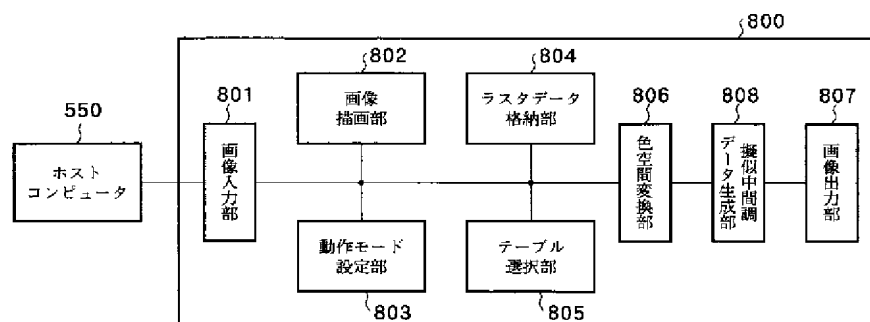 800
802
804
550
801
画像
描画部
ラスタデータ
格納部
806
808
807
ホスト
コンピュータ
画像入力部
色空間変換部
擬似中間調
データ生成部
画像出力部
動作モード
設定部
テーブル
選択部
803
805